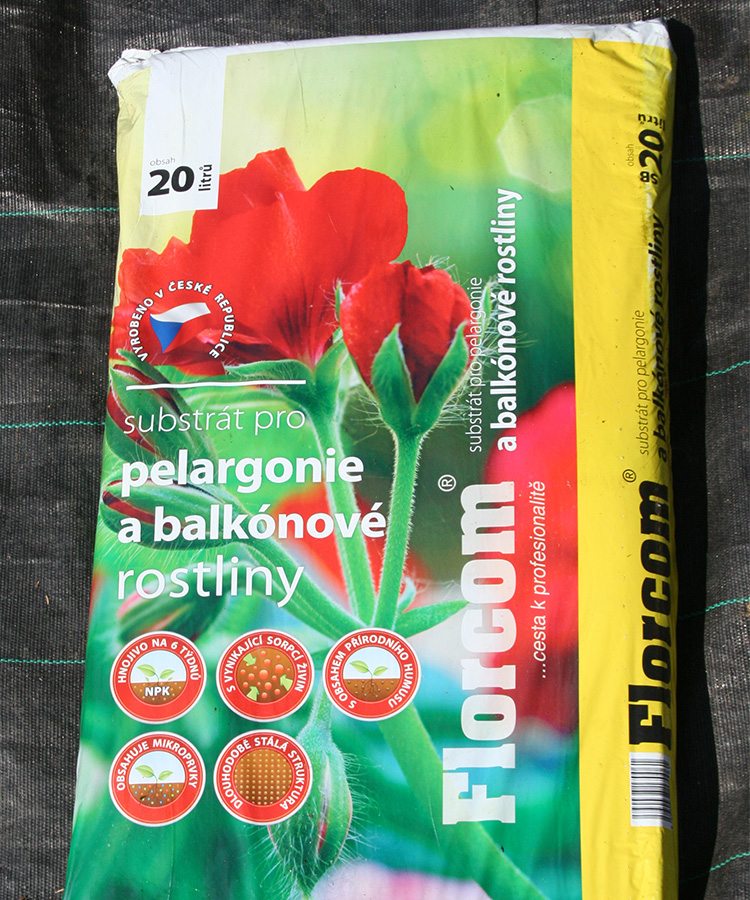 obsah
20 litrů
VYROBENO V ČESKÉ REPUBLICE
substrát pro
pelargonie
a balkónové
rostliny
HNOJIVO NA 6 TÝDNŮ
NPK
S VYNIKAJÍCÍ SORPCÍ ŽIVIN
S OBSAHEM PŘÍRODNÍHO HUMUSU
OBSAHUJE MIKROPRVKY
DLOUHODOBĚ STÁLÁ STRUKTURA
Florcom®
substrát pro pelargonie
a balkónové rostliny
...cesta k profesionalitě
Florcom®
substrát pro pelargonie
a balkónové rostliny
obsah
20 litrů
SB